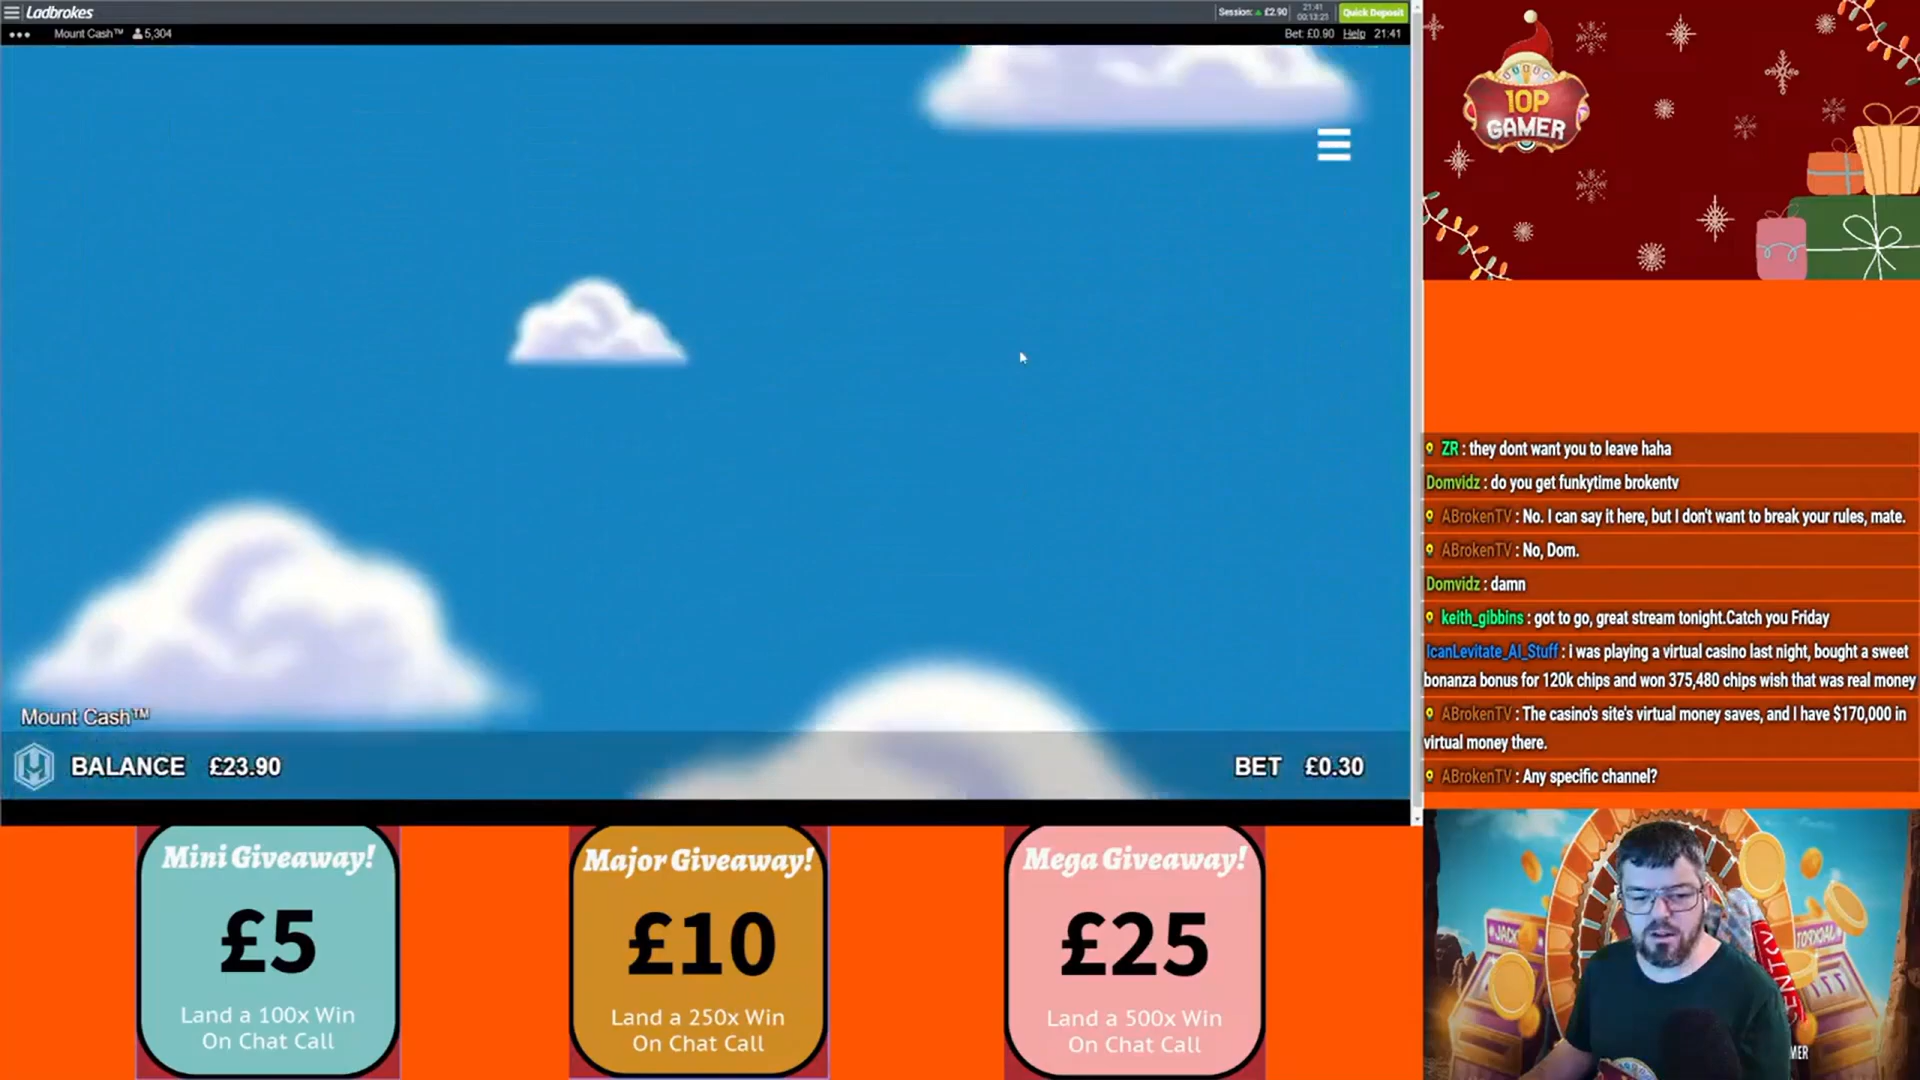 Ladbrokes
Session: £2.90
21:41
00:13:23
Quick Deposit
Mount Cash™ 5,304
Bet: £0.90 Help 21:41
10P
GAMER
ZR : they dont want you to leave haha
Domvidz : do you get funkytime brokentv
ABrokenTV : No. I can say it here, but I don't want to break your rules, mate.
ABrokenTV : No, Dom.
Domvidz : damn
keith_gibbins : got to go, great stream tonight.Catch you Friday
IcanLevitate_AI_Stuff : i was playing a virtual casino last night, bought a sweet
bonanza bonus for 120k chips and won 375,480 chips wish that was real money
ABrokenTV : The casino's site's virtual money saves, and I have $170,000 in
virtual money there.
ABrokenTV : Any specific channel?
Mount Cash™
BALANCE £23.90
BET £0.30
Mini Giveaway!
£5
Land a 100x Win
On Chat Call
Major Giveaway!
£10
Land a 250x Win
On Chat Call
Mega Giveaway!
£25
Land a 500x Win
On Chat Call